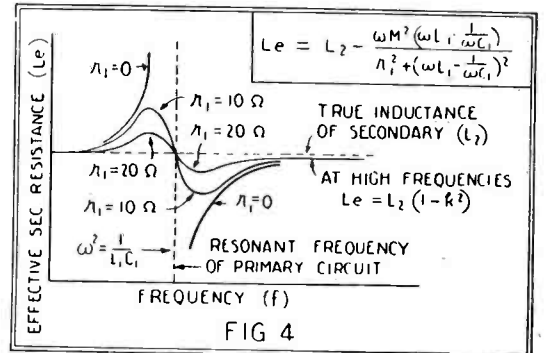 Le = L₂ - ωM² (ωL₁ - 1/ωC₁) / r₁² + (ωL₁ - 1/ωC₁)²
r₁=0
r₁=10 Ω
r₁=20 Ω
TRUE INDUCTANCE
OF SECONDARY (L₂)
r₁=20 Ω
r₁=10 Ω
r₁=0
AT HIGH FREQUENCIES
Le = L₂ (1 - k²)
ω² = 1/L₁C₁
RESONANT FREQUENCY
OF PRIMARY CIRCUIT
EFFECTIVE SEC RESISTANCE (Le)
FREQUENCY (f)
FIG 4